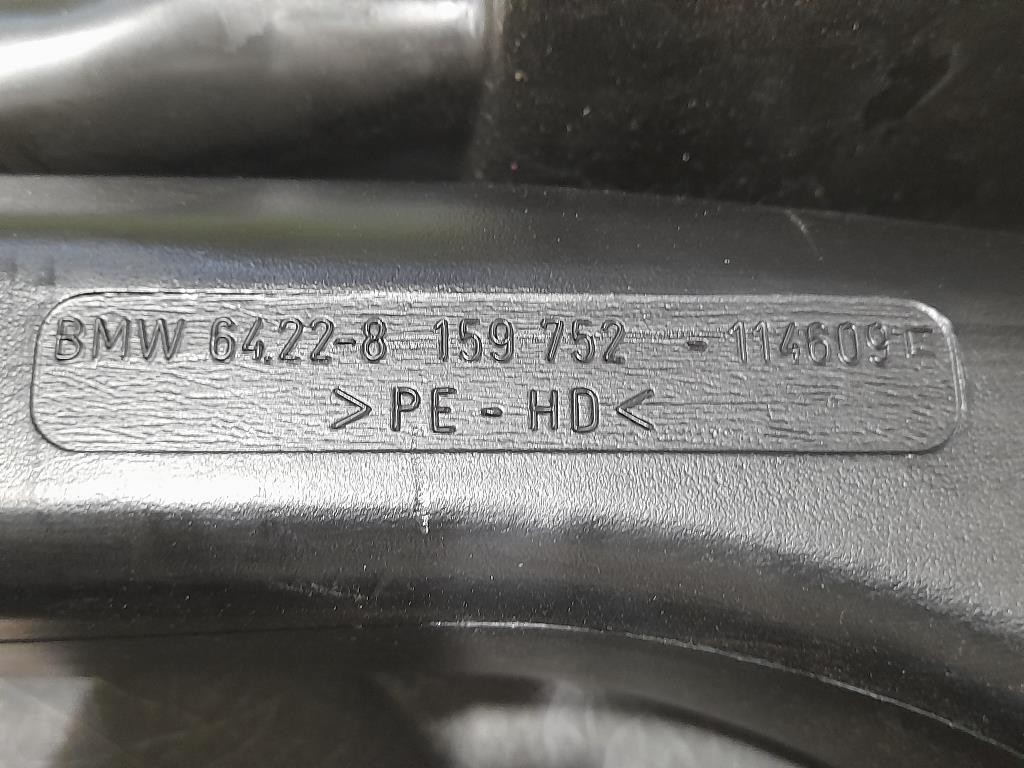 BMW 64.22-8 159 752 - 114609 F
>PE - HD<